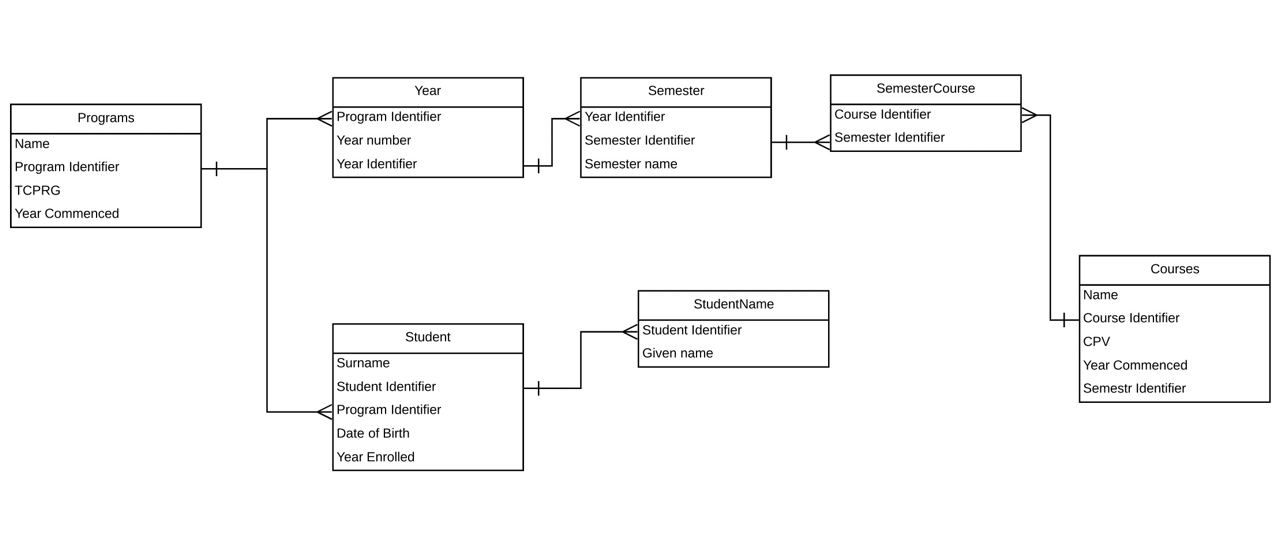 Programs
Name
Program Identifier
TCPRG
Year Commenced
Year
Program Identifier
Year number
Year Identifier
Semester
Year Identifier
Semester Identifier
Semester name
SemesterCourse
Course Identifier
Semester Identifier
Student
Surname
Student Identifier
Program Identifier
Date of Birth
Year Enrolled
StudentName
Student Identifier
Given name
Courses
Name
Course Identifier
CPV
Year Commenced
Semestr Identifier